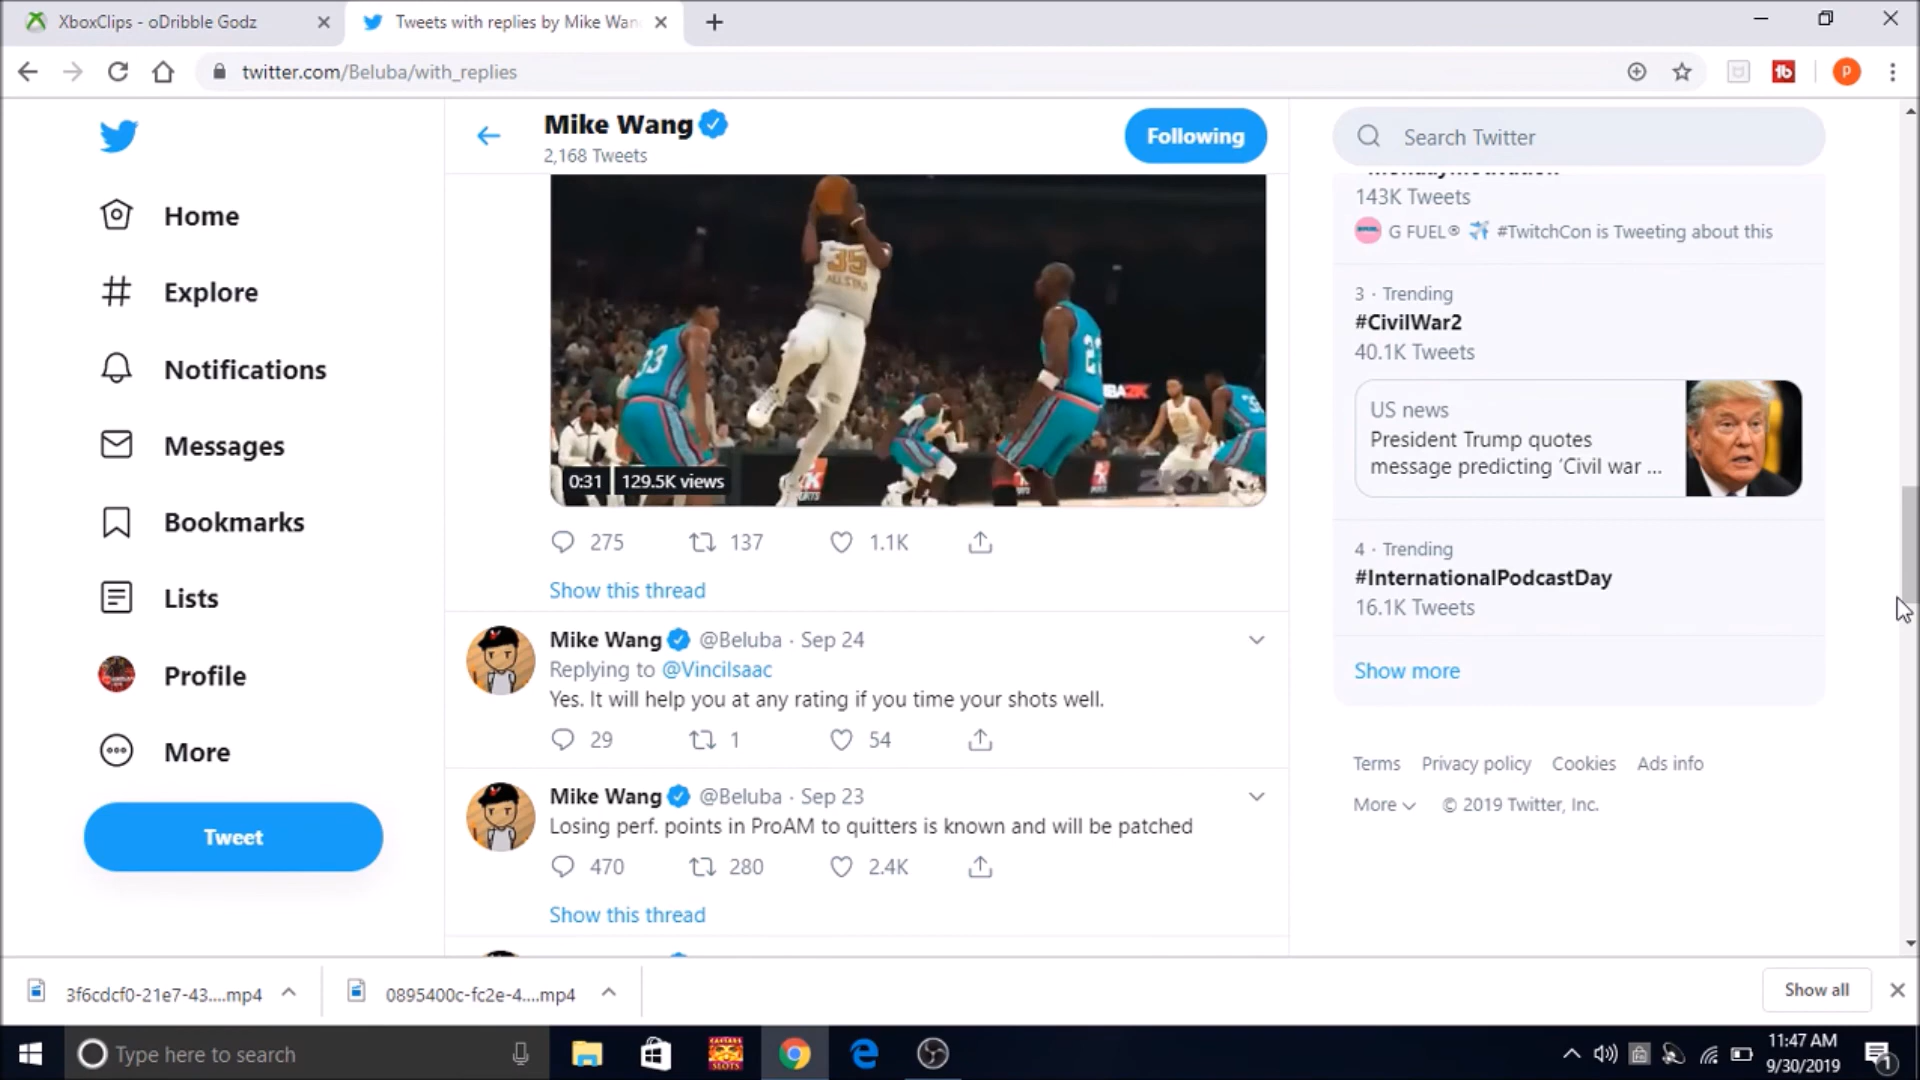 XboxClips - oDribble Godz
Tweets with replies by Mike Wan
twitter.com/Beluba/with_replies
P
Mike Wang
2,168 Tweets
Following
Search Twitter
Home
Explore
Notifications
Messages
Bookmarks
Lists
Profile
More
Tweet
35
ALL STAR
33
2K
0:31 129.5K views
275 137 1.1K
Show this thread
Mike Wang @Beluba · Sep 24
Replying to @VinciIsaac
Yes. It will help you at any rating if you time your shots well.
29 1 54
Mike Wang @Beluba · Sep 23
Losing perf. points in ProAM to quitters is known and will be patched
470 280 2.4K
Show this thread
143K Tweets
G FUEL® #TwitchCon is Tweeting about this
3 · Trending
#CivilWar2
40.1K Tweets
US news
President Trump quotes
message predicting ‘Civil war ...
4 · Trending
#InternationalPodcastDay
16.1K Tweets
Show more
Terms Privacy policy Cookies Ads info
More © 2019 Twitter, Inc.
3f6cdcf0-21e7-43....mp4
0895400c-fc2e-4....mp4
Show all
Type here to search
SLOTS
11:47 AM
9/30/2019
1